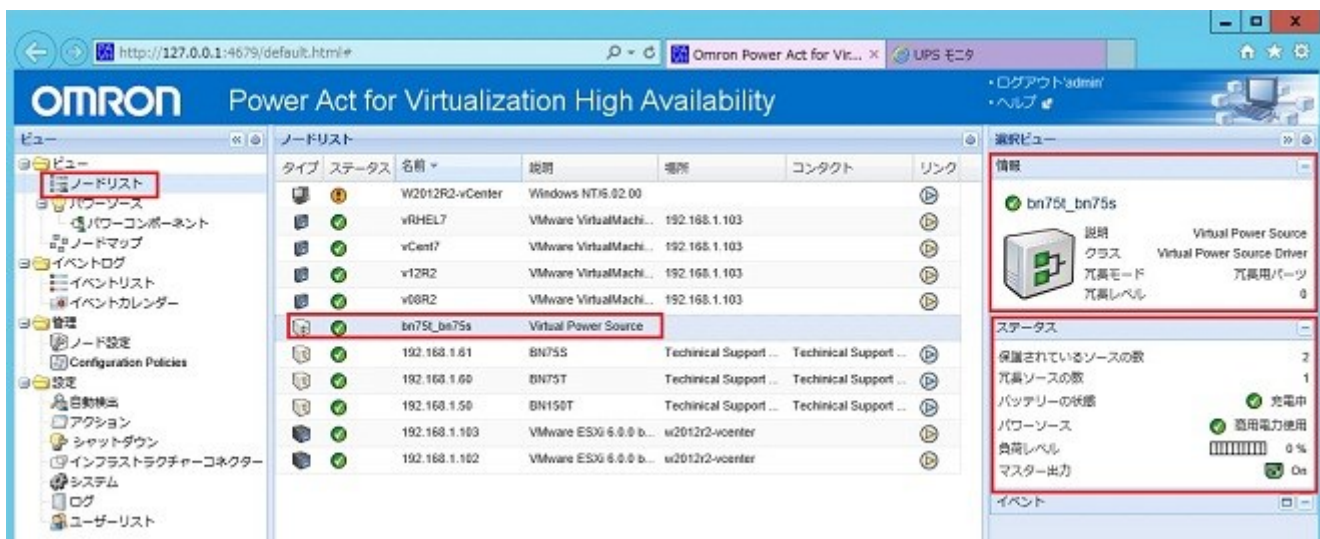 http://127.0.0.1:4679/default.html#
Omron Power Act for Vir... ×
UPS モニタ
OMRON
Power Act for Virtualization High Availability
・ログアウト'admin'
・ヘルプ
ビュー
ビュー
ノードリスト
パワーソース
パワーコンポーネント
ノードマップ
イベントログ
イベントリスト
イベントカレンダー
管理
ノード設定
Configuration Policies
設定
自動検出
アクション
シャットダウン
インフラストラクチャーコネクター
システム
ログ
ユーザーリスト
ノードリスト
タイプ ステータス 名前 説明 場所 コンタクト リンク
W2012R2-vCenter Windows NT/6.02.00
vRHEL7 VMware VirtualMachi... 192.168.1.103
vCent7 VMware VirtualMachi... 192.168.1.103
v12R2 VMware VirtualMachi... 192.168.1.103
v08R2 VMware VirtualMachi... 192.168.1.103
bn75t_bn75s Virtual Power Source
192.168.1.61 BN75S Techinical Support ... Techinical Support ...
192.168.1.60 BN75T Techinical Support ... Techinical Support ...
192.168.1.50 BN150T Techinical Support ... Techinical Support ...
192.168.1.103 VMware ESXi 6.0.0 b... w2012r2-vcenter
192.168.1.102 VMware ESXi 6.0.0 b... w2012r2-vcenter
選択ビュー
情報
bn75t_bn75s
説明 Virtual Power Source
クラス Virtual Power Source Driver
冗長モード 冗長用パーツ
冗長レベル 0
ステータス
保護されているソースの数 2
冗長ソースの数 1
バッテリーの状態 充電中
パワーソース 商用電力使用
負荷レベル 0 %
マスター出力 On
イベント